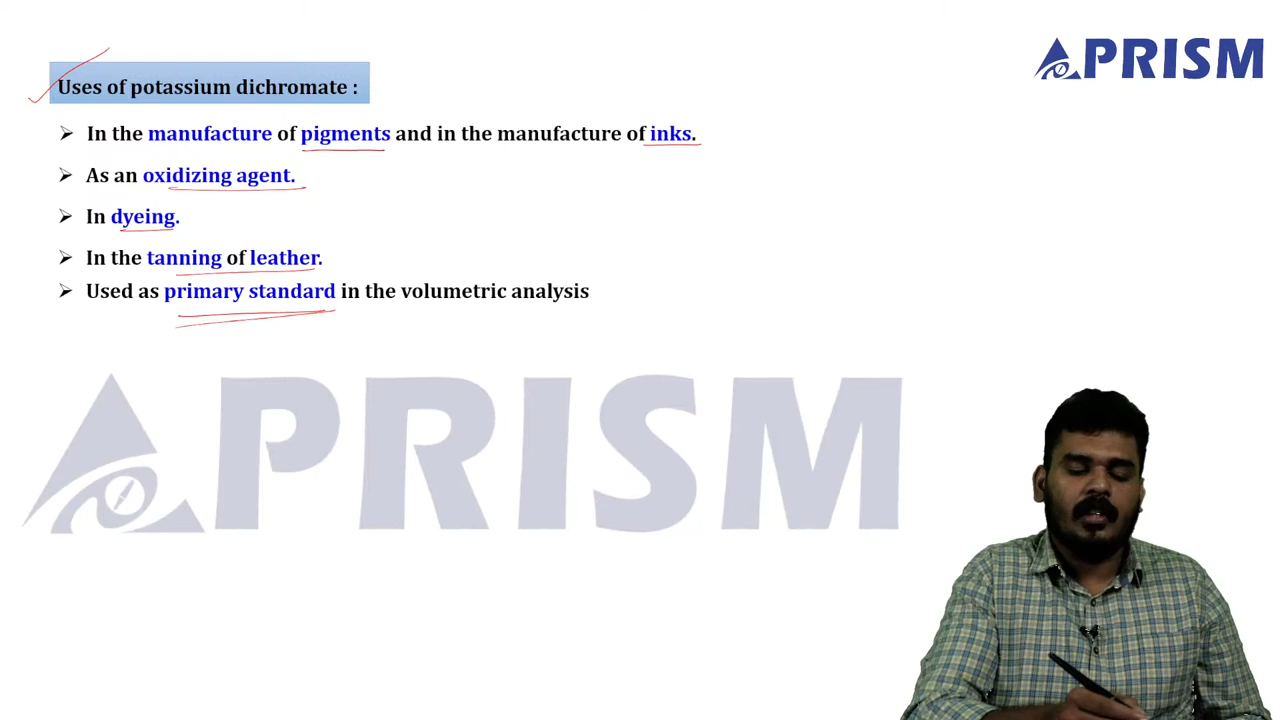 PRISM
Uses of potassium dichromate :
In the manufacture of pigments and in the manufacture of inks.
As an oxidizing agent.
In dyeing.
In the tanning of leather.
Used as primary standard in the volumetric analysis
PRISM